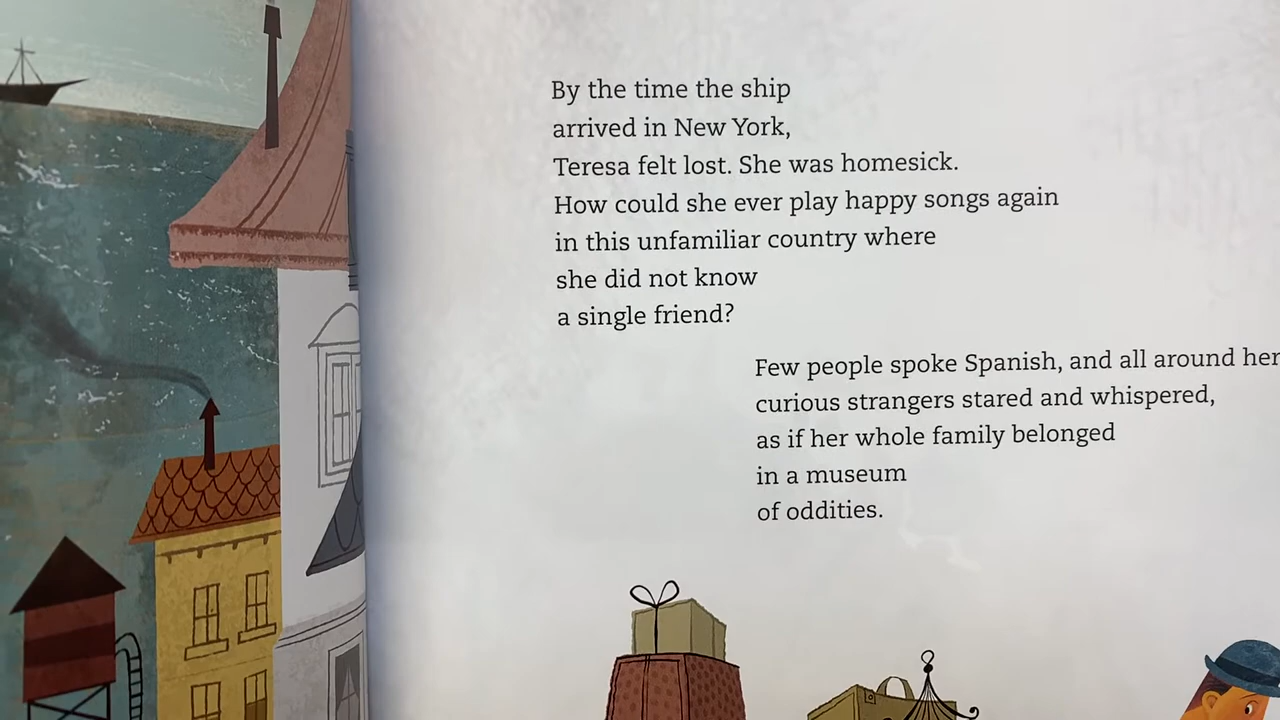 By the time the ship
arrived in New York,
Teresa felt lost. She was homesick.
How could she ever play happy songs again
in this unfamiliar country where
she did not know
a single friend?
Few people spoke Spanish, and all around her
curious strangers stared and whispered,
as if her whole family belonged
in a museum
of oddities.